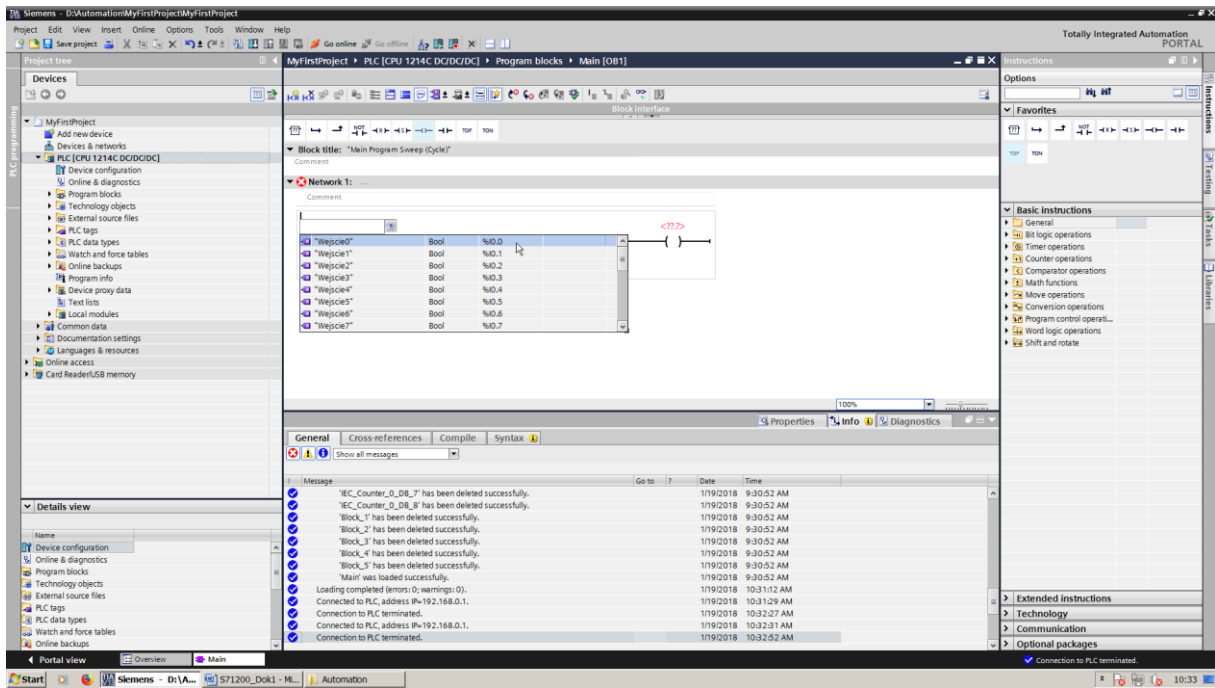 Siemens - D:\Automation\MyFirstProject\MyFirstProject
Project Edit View Insert Online Options Tools Window Help
Save project
Go online
Go offline
Totally Integrated Automation
PORTAL
Project tree
Devices
PLC programming
MyFirstProject
Add new device
Devices & networks
PLC [CPU 1214C DC/DC/DC]
Device configuration
Online & diagnostics
Program blocks
Technology objects
External source files
PLC tags
PLC data types
Watch and force tables
Online backups
Program info
Device proxy data
Text lists
Local modules
Common data
Documentation settings
Languages & resources
Online access
Card Reader/USB memory
Details view
Name
Device configuration
Online & diagnostics
Program blocks
Technology objects
External source files
PLC tags
PLC data types
Watch and force tables
Online backups
MyFirstProject PLC [CPU 1214C DC/DC/DC] Program blocks Main [OB1]
Block interface
NOT
TOF TON
Block title: "Main Program Sweep (Cycle)"
Comment
Network 1: .....
Comment
<??.?>
"Wejscie0" Bool %I0.0
"Wejscie1" Bool %I0.1
"Wejscie2" Bool %I0.2
"Wejscie3" Bool %I0.3
"Wejscie4" Bool %I0.4
"Wejscie5" Bool %I0.5
"Wejscie6" Bool %I0.6
"Wejscie7" Bool %I0.7
100%
Properties Info Diagnostics
General Cross-references Compile Syntax
Show all messages
! Message Go to ? Date Time
'IEC_Counter_0_DB_7' has been deleted successfully. 1/19/2018 9:30:52 AM
'IEC_Counter_0_DB_8' has been deleted successfully. 1/19/2018 9:30:52 AM
'Block_1' has been deleted successfully. 1/19/2018 9:30:52 AM
'Block_2' has been deleted successfully. 1/19/2018 9:30:52 AM
'Block_3' has been deleted successfully. 1/19/2018 9:30:52 AM
'Block_4' has been deleted successfully. 1/19/2018 9:30:52 AM
'Block_5' has been deleted successfully. 1/19/2018 9:30:52 AM
'Main' was loaded successfully. 1/19/2018 9:30:52 AM
Loading completed (errors: 0; warnings: 0). 1/19/2018 10:31:12 AM
Connected to PLC, address IP=192.168.0.1. 1/19/2018 10:31:29 AM
Connection to PLC terminated. 1/19/2018 10:32:27 AM
Connected to PLC, address IP=192.168.0.1. 1/19/2018 10:32:31 AM
Connection to PLC terminated. 1/19/2018 10:32:52 AM
Instructions
Options
Favorites
NOT
TOF TON
Basic instructions
General
Bit logic operations
Timer operations
Counter operations
Comparator operations
Math functions
Move operations
Conversion operations
Program control operati...
Word logic operations
Shift and rotate
Extended instructions
Technology
Communication
Optional packages
Instructions
Testing
Tasks
Libraries
Portal view Overview Main
Connection to PLC terminated.
Start
Siemens - D:\A...
S71200_Dok1 - Mi...
Automation
10:33